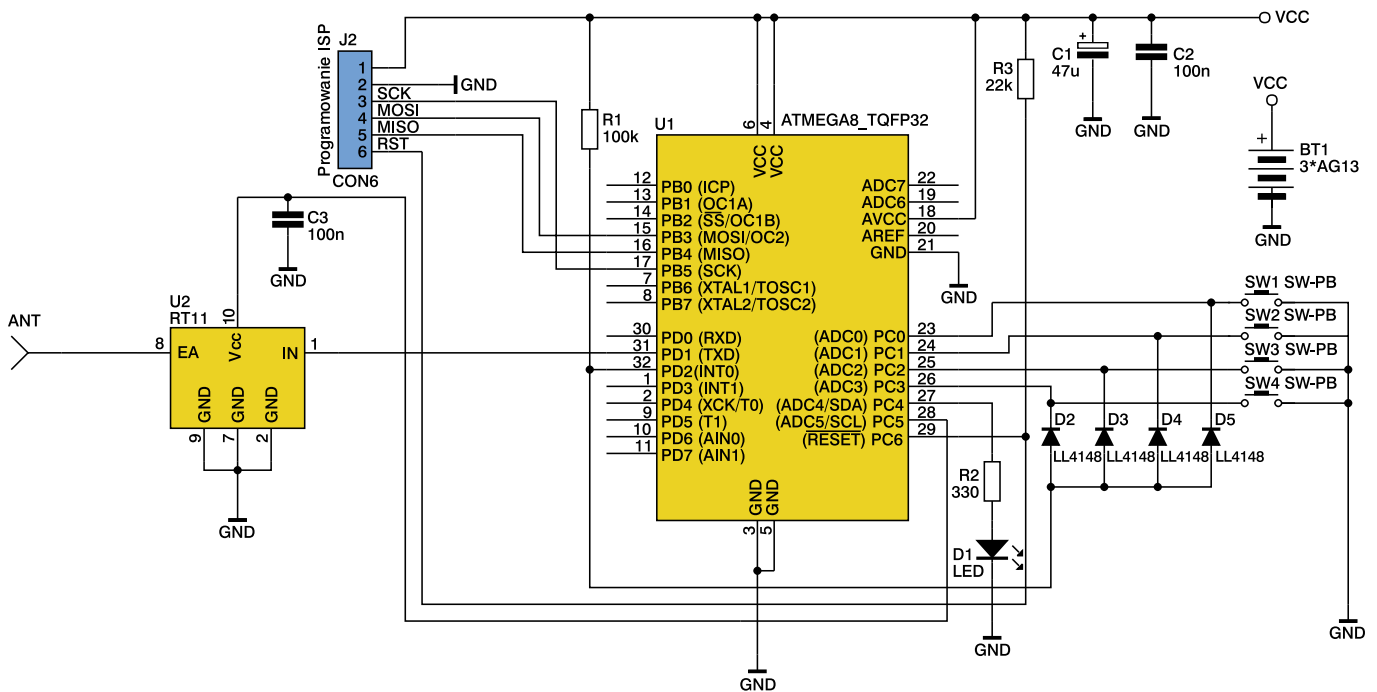 VCC
Programowanie ISP
J2
1
2
3
4
5
6
GND
SCK
MOSI
MISO
RST
CON6
R1
100k
R3
22k
+
C1
47u
C2
100n
GND
GND
VCC
+
BT1
3*AG13
GND
C3
100n
GND
ANT
U2
RT11
10
8
EA
Vcc
IN
1
GND
GND
GND
9
7
2
GND
U1
ATMEGA8_TQFP32
6
4
VCC
VCC
12
PB0 (ICP)
13
PB1 (OC1A)
14
PB2 (SS/OC1B)
15
PB3 (MOSI/OC2)
16
PB4 (MISO)
17
PB5 (SCK)
7
PB6 (XTAL1/TOSC1)
8
PB7 (XTAL2/TOSC2)
30
PD0 (RXD)
31
PD1 (TXD)
32
PD2(INT0)
1
PD3 (INT1)
2
PD4 (XCK/T0)
9
PD5 (T1)
10
PD6 (AIN0)
11
PD7 (AIN1)
ADC7
22
ADC6
19
AVCC
18
AREF
20
GND
21
GND
(ADC0) PC0
23
(ADC1) PC1
24
(ADC2) PC2
25
(ADC3) PC3
26
(ADC4/SDA) PC4
27
(ADC5/SCL) PC5
28
(RESET) PC6
29
GND
GND
3
5
GND
R2
330
D1
LED
GND
SW1 SW-PB
SW2 SW-PB
SW3 SW-PB
SW4 SW-PB
D2
LL4148
D3
LL4148
D4
LL4148
D5
LL4148
GND